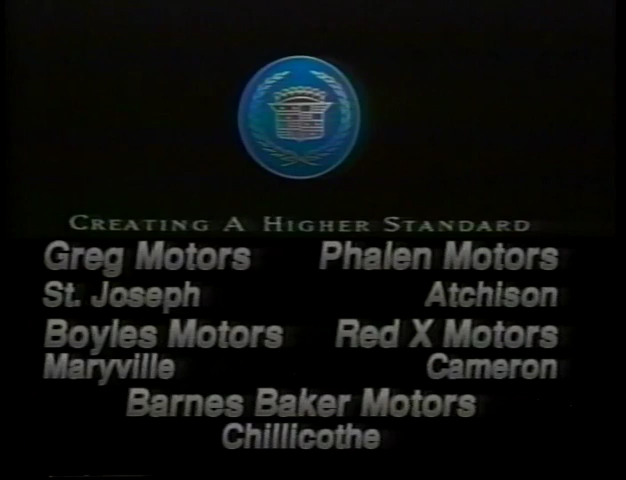 CREATING A HIGHER STANDARD
Greg Motors
St. Joseph
Phalen Motors
Atchison
Boyles Motors
Maryville
Red X Motors
Cameron
Barnes Baker Motors
Chillicothe